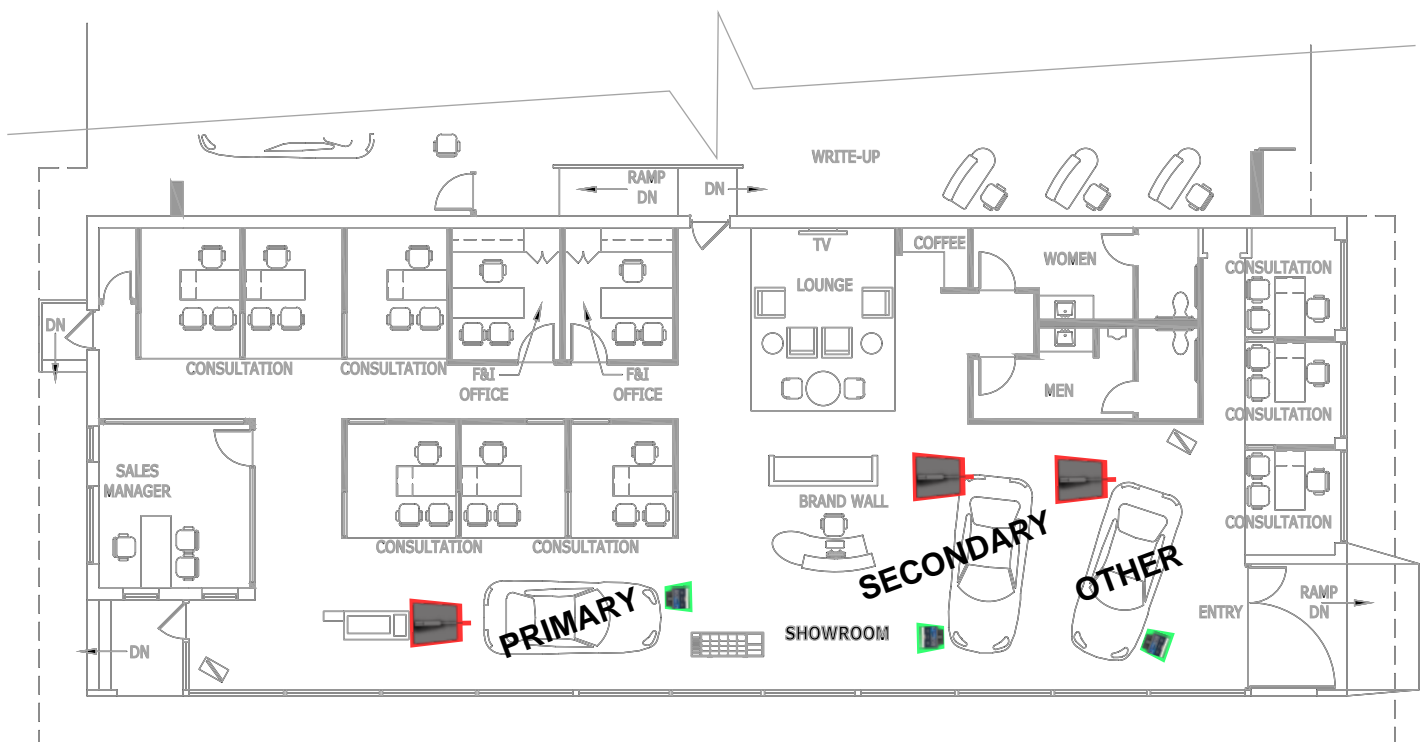 WRITE-UP
RAMP
DN
DN
TV
COFFEE
LOUNGE
WOMEN
CONSULTATION
DN
CONSULTATION
CONSULTATION
F&I
OFFICE
F&I
OFFICE
MEN
CONSULTATION
SALES
MANAGER
BRAND WALL
CONSULTATION
CONSULTATION
CONSULTATION
SECONDARY
OTHER
PRIMARY
SHOWROOM
ENTRY
RAMP
DN
DN